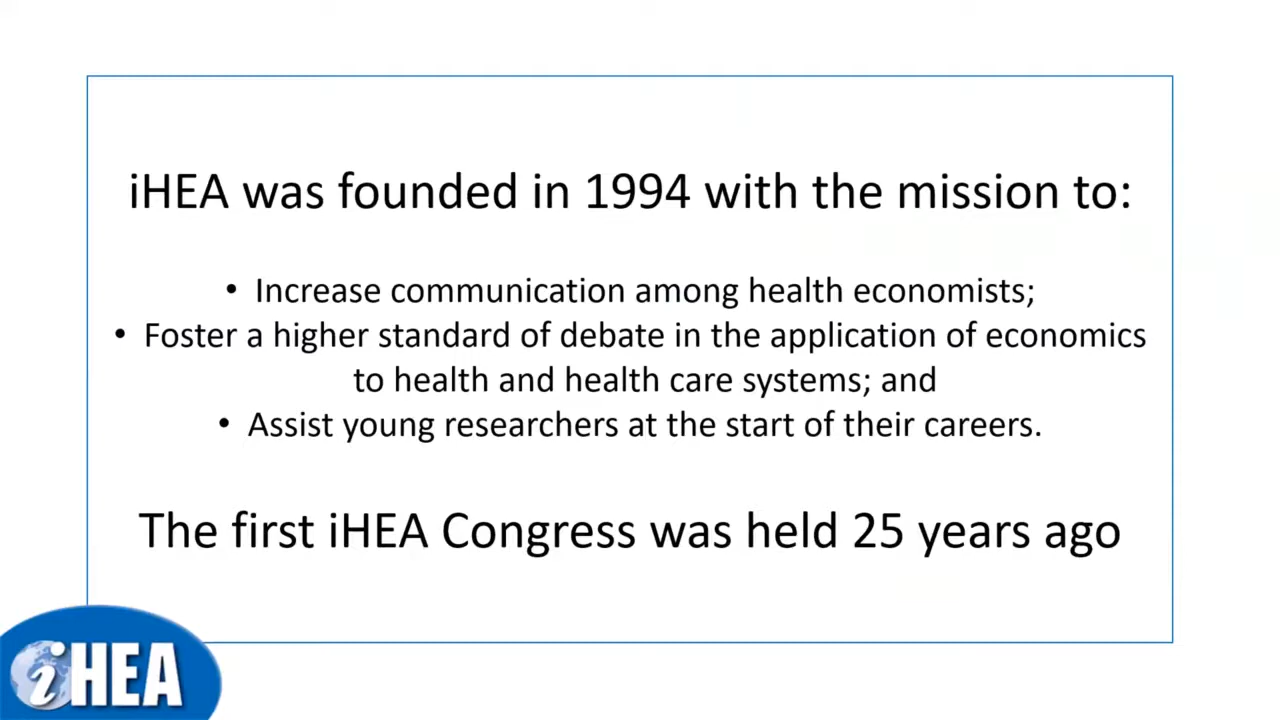 iHEA was founded in 1994 with the mission to:
• Increase communication among health economists;
• Foster a higher standard of debate in the application of economics
to health and health care systems; and
• Assist young researchers at the start of their careers.
The first iHEA Congress was held 25 years ago
iHEA